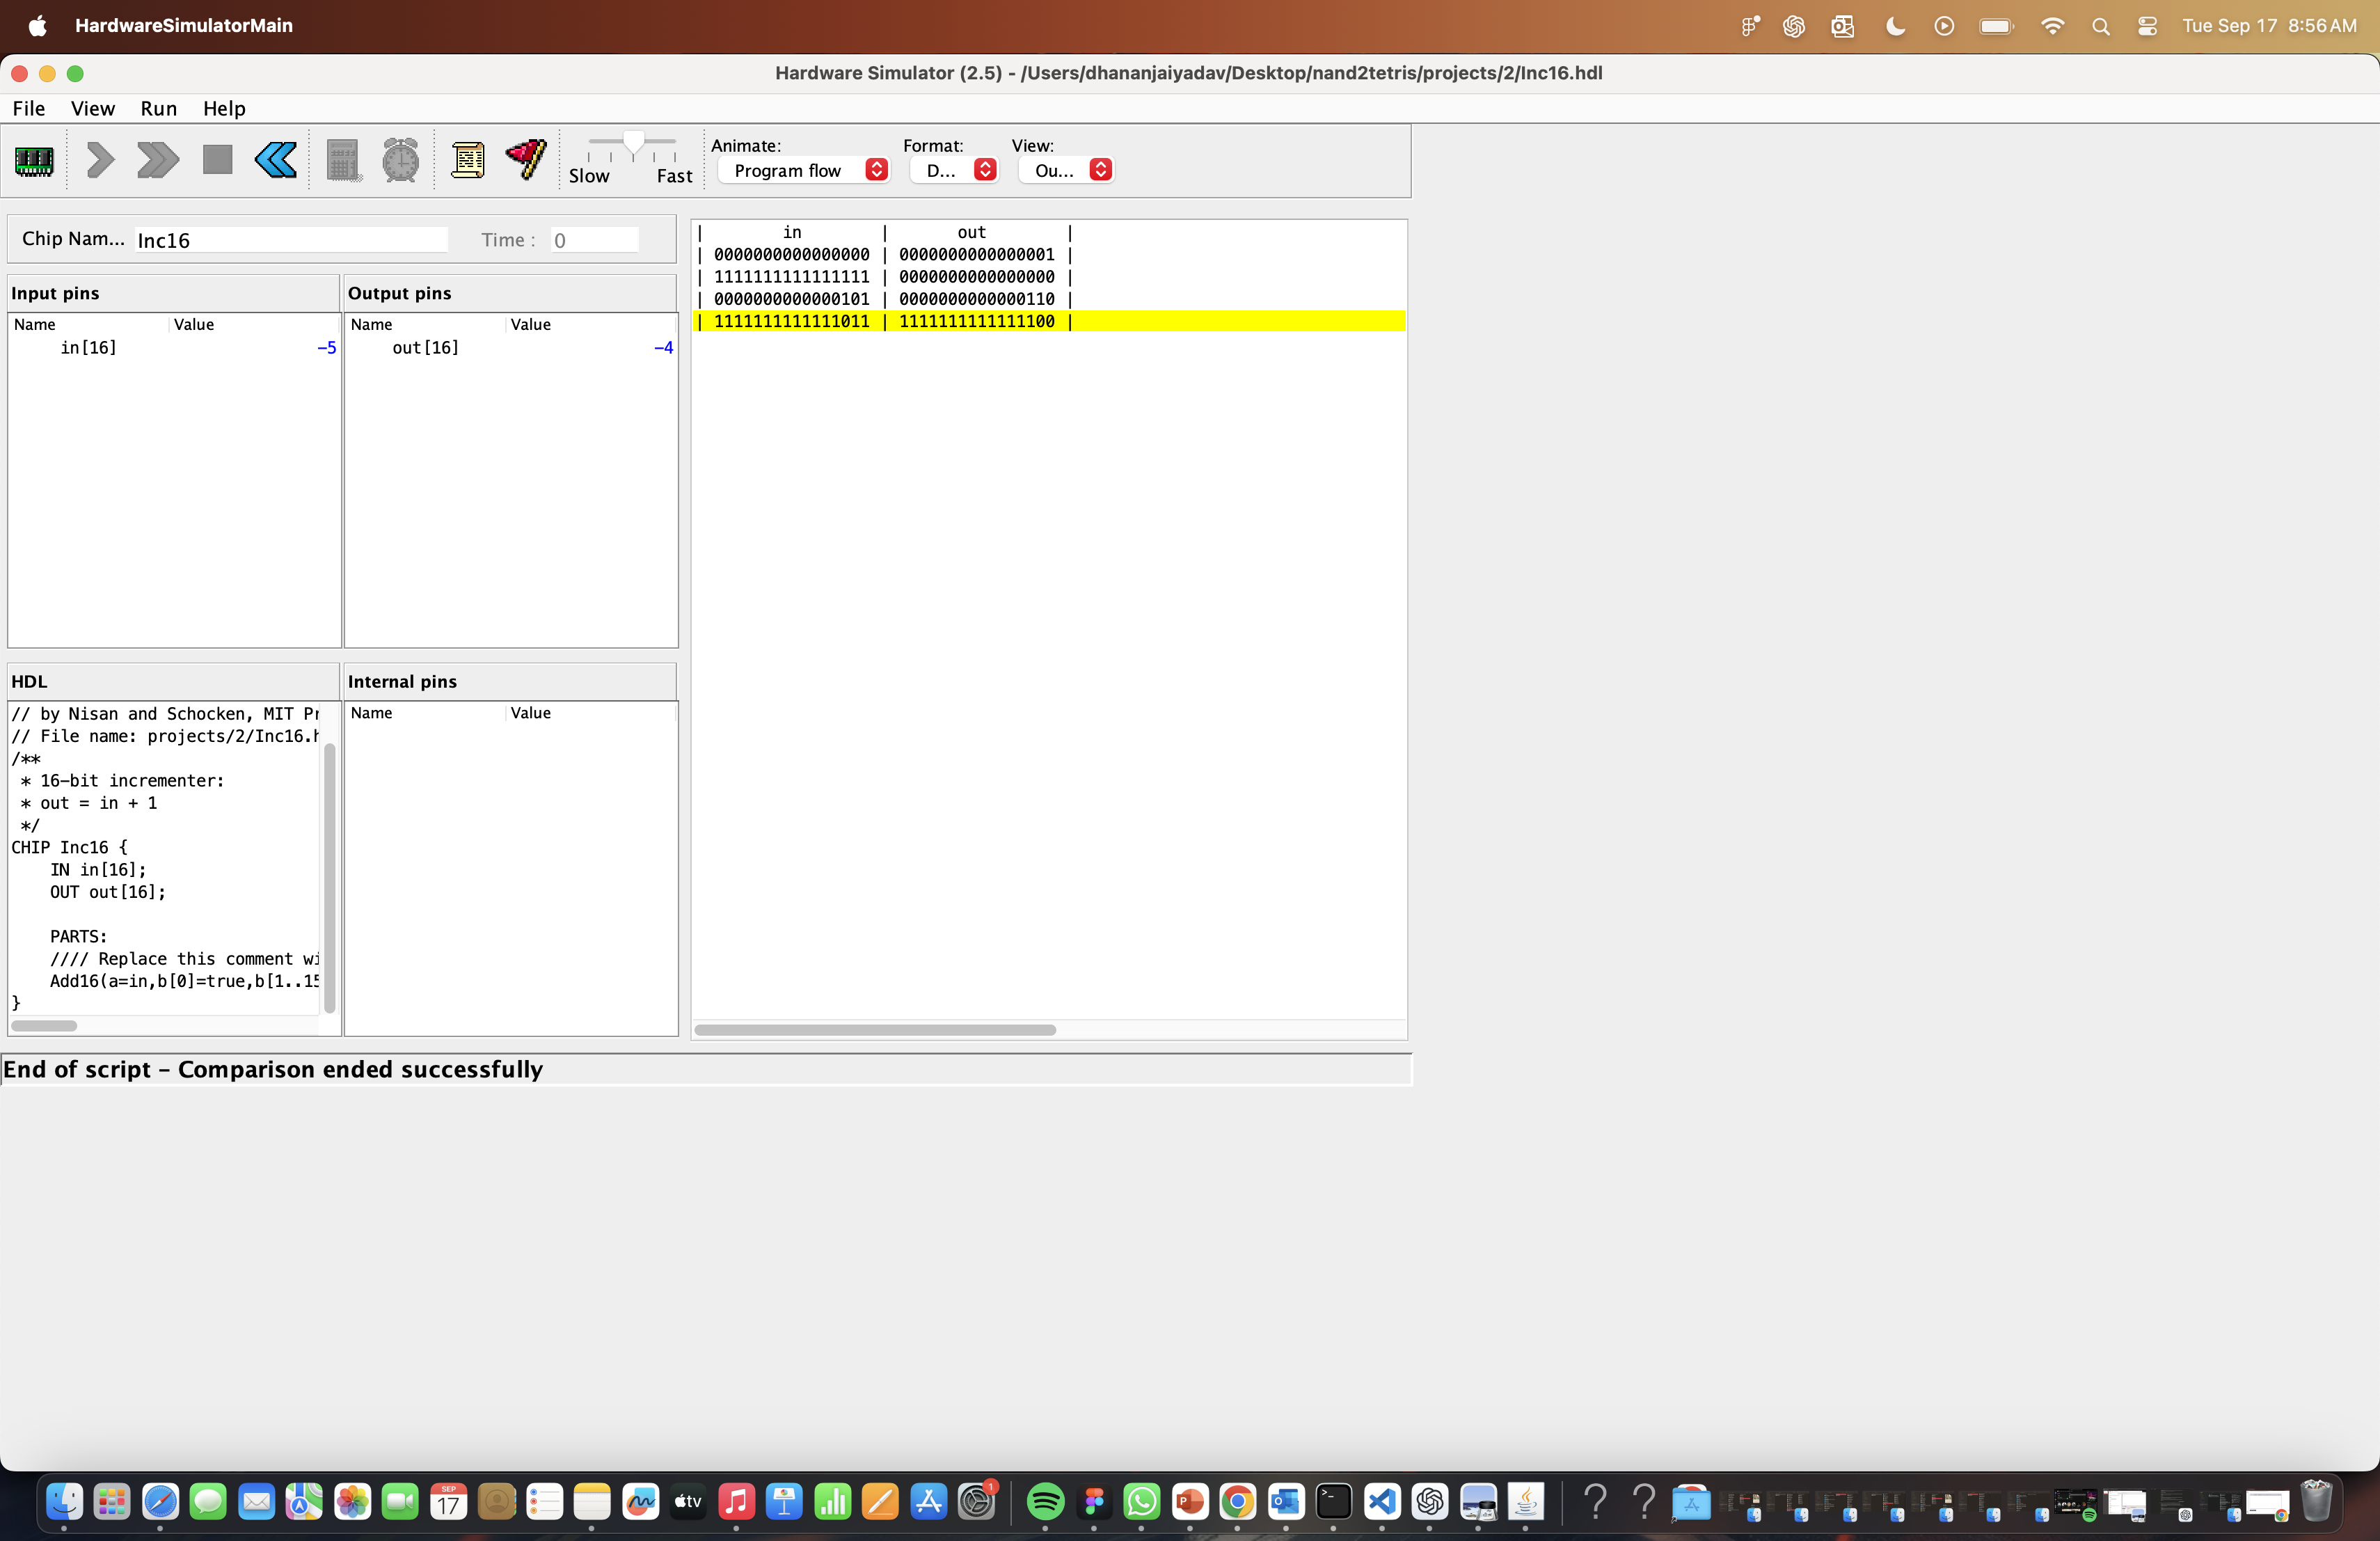 HardwareSimulatorMain
Tue Sep 17 8:56 AM
Hardware Simulator (2.5) - /Users/dhananjaiyadav/Desktop/nand2tetris/projects/2/Inc16.hdl
File View Run Help
Slow Fast
Animate: Format: View:
Program flow D... Ou...
Chip Nam... Inc16 Time : 0
Input pins
Name Value
in[16] -5
Output pins
Name Value
out[16] -4
HDL
// by Nisan and Schocken, MIT Pr
// File name: projects/2/Inc16.h
/**
* 16-bit incrementer:
* out = in + 1
*/
CHIP Inc16 {
IN in[16];
OUT out[16];
PARTS:
//// Replace this comment wi
Add16(a=in,b[0]=true,b[1..15
}
Internal pins
Name Value
| in | out |
| 0000000000000000 | 0000000000000001 |
| 1111111111111111 | 0000000000000000 |
| 0000000000000101 | 0000000000000110 |
| 1111111111111011 | 1111111111111100 |
End of script - Comparison ended successfully
SEP
17
tv
1